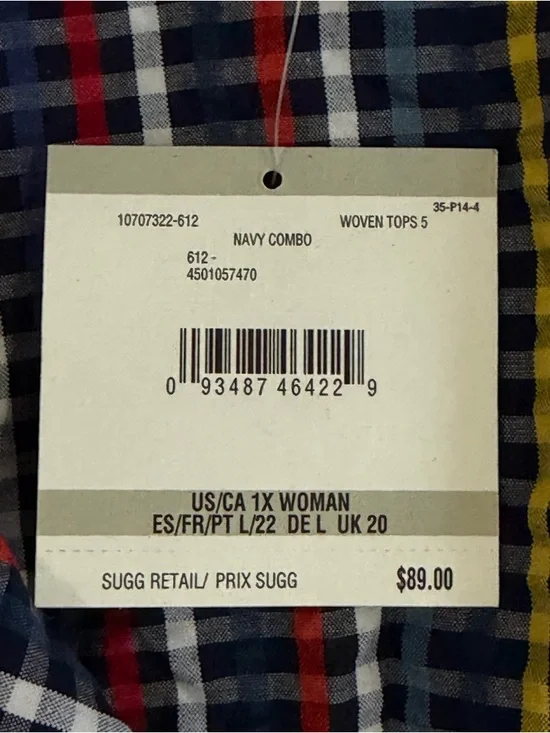 35-P14-4
10707322-612 WOVEN TOPS 5
NAVY COMBO
612 -
4501057470
0 93487 46422 9
US/CA 1X WOMAN
ES/FR/PT L/22 DE L UK 20
SUGG RETAIL/ PRIX SUGG $89.00